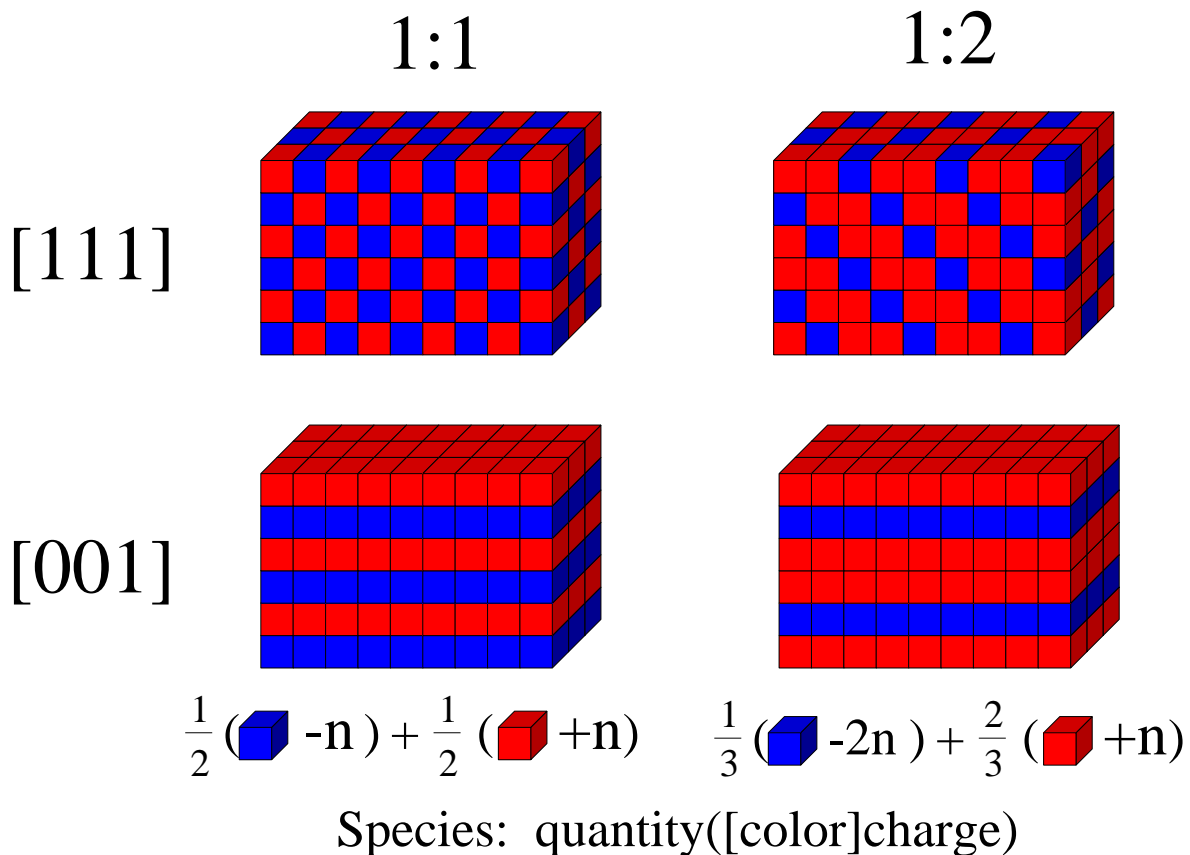 1:1 1:2
[111]
[001]
1/2 ( -n ) + 1/2 ( +n) 1/3 ( -2n ) + 2/3 ( +n)
Species: quantity([color]charge)